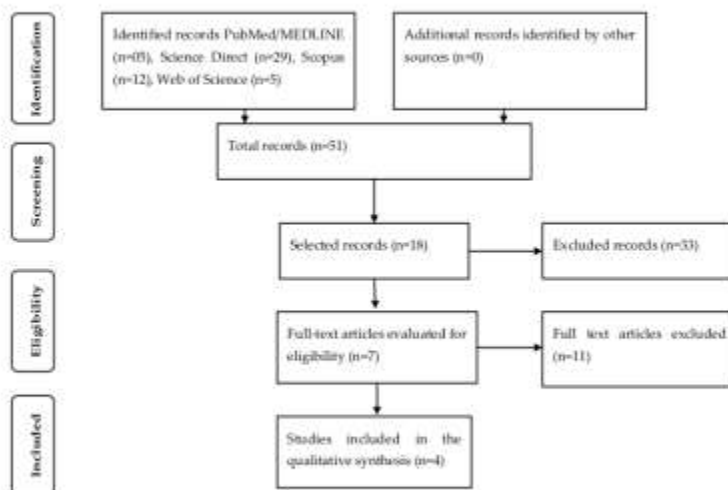 Identification
Identified records PubMed/MEDLINE
(n=05), Science Direct (n=29), Scopus
(n=12), Web of Science (n=5)
Additional records identified by other
sources (n=0)
Total records (n=51)
Screening
Selected records (n=18)
Excluded records (n=33)
Eligibility
Full-text articles evaluated for
eligibility (n=7)
Full text articles excluded
(n=11)
Included
Studies included in the
qualitative synthesis (n=4)